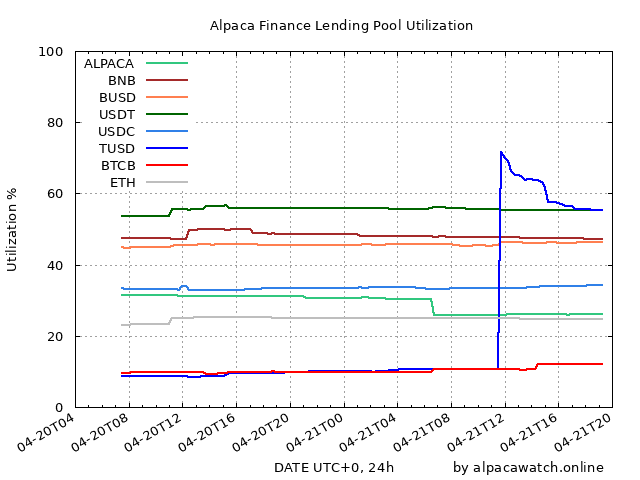 Alpaca Finance Lending Pool Utilization
100
80
60
40
20
0
Utilization %
ALPACA
BNB
BUSD
USDT
USDC
TUSD
BTCB
ETH
04-20T04
04-20T08
04-20T12
04-20T16
04-20T20
04-21T00
04-21T04
04-21T08
04-21T12
04-21T16
04-21T20
DATE UTC+0, 24h
by alpacawatch.online